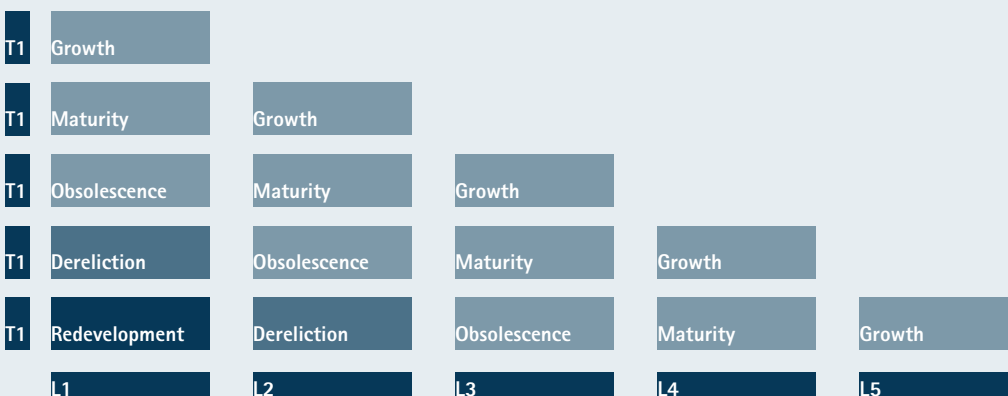 T1 Growth
T1 Maturity Growth
T1 Obsolescence Maturity Growth
T1 Dereliction Obsolescence Maturity Growth
T1 Redevelopment Dereliction Obsolescence Maturity Growth
L1 L2 L3 L4 L5